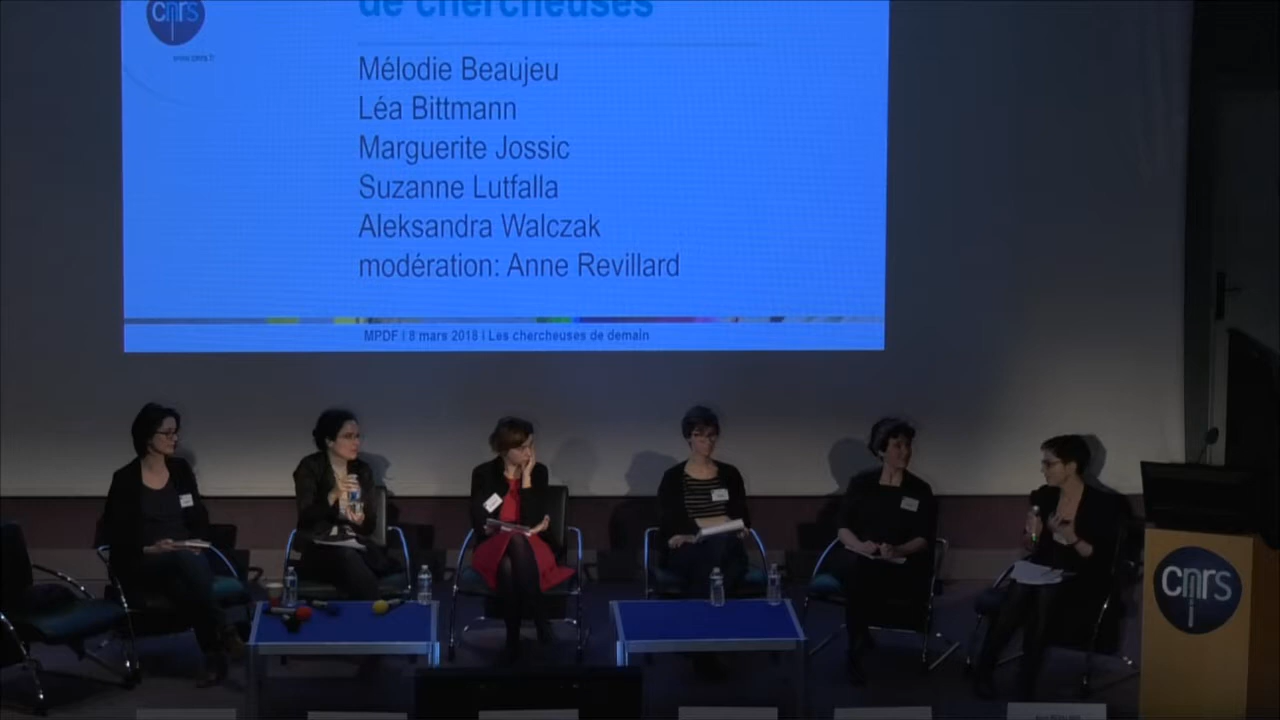 cnrs
www.cnrs.fr
de chercheuses
Mélodie Beaujeu
Léa Bittmann
Marguerite Jossic
Suzanne Lutfalla
Aleksandra Walczak
modération: Anne Revillard
MPDF I 8 mars 2018 I Les chercheuses de demain
cnrs